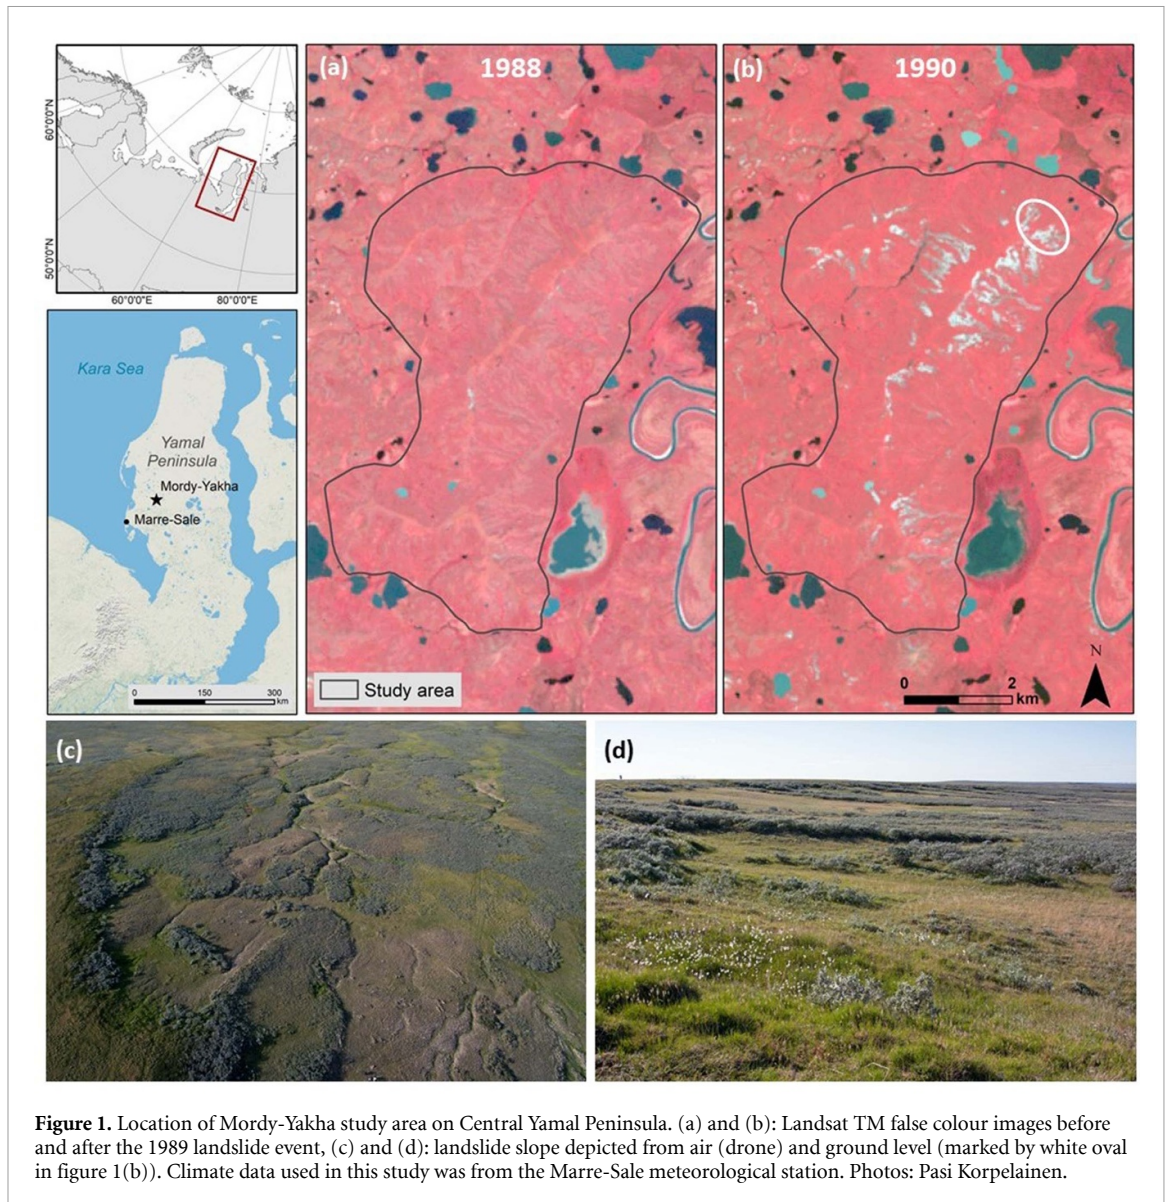 60°0'0"N
50°0'0"N
60°0'0"E
80°0'0"E
Kara Sea
Yamal
Peninsula
Mordy-Yakha
Marre-Sale
0 150 300
km
(a) 1988
Study area
(b) 1990
N
0 2
km
(c)
(d)
Figure 1. Location of Mordy-Yakha study area on Central Yamal Peninsula. (a) and (b): Landsat TM false colour images before
and after the 1989 landslide event, (c) and (d): landslide slope depicted from air (drone) and ground level (marked by white oval
in figure 1(b)). Climate data used in this study was from the Marre-Sale meteorological station. Photos: Pasi Korpelainen.